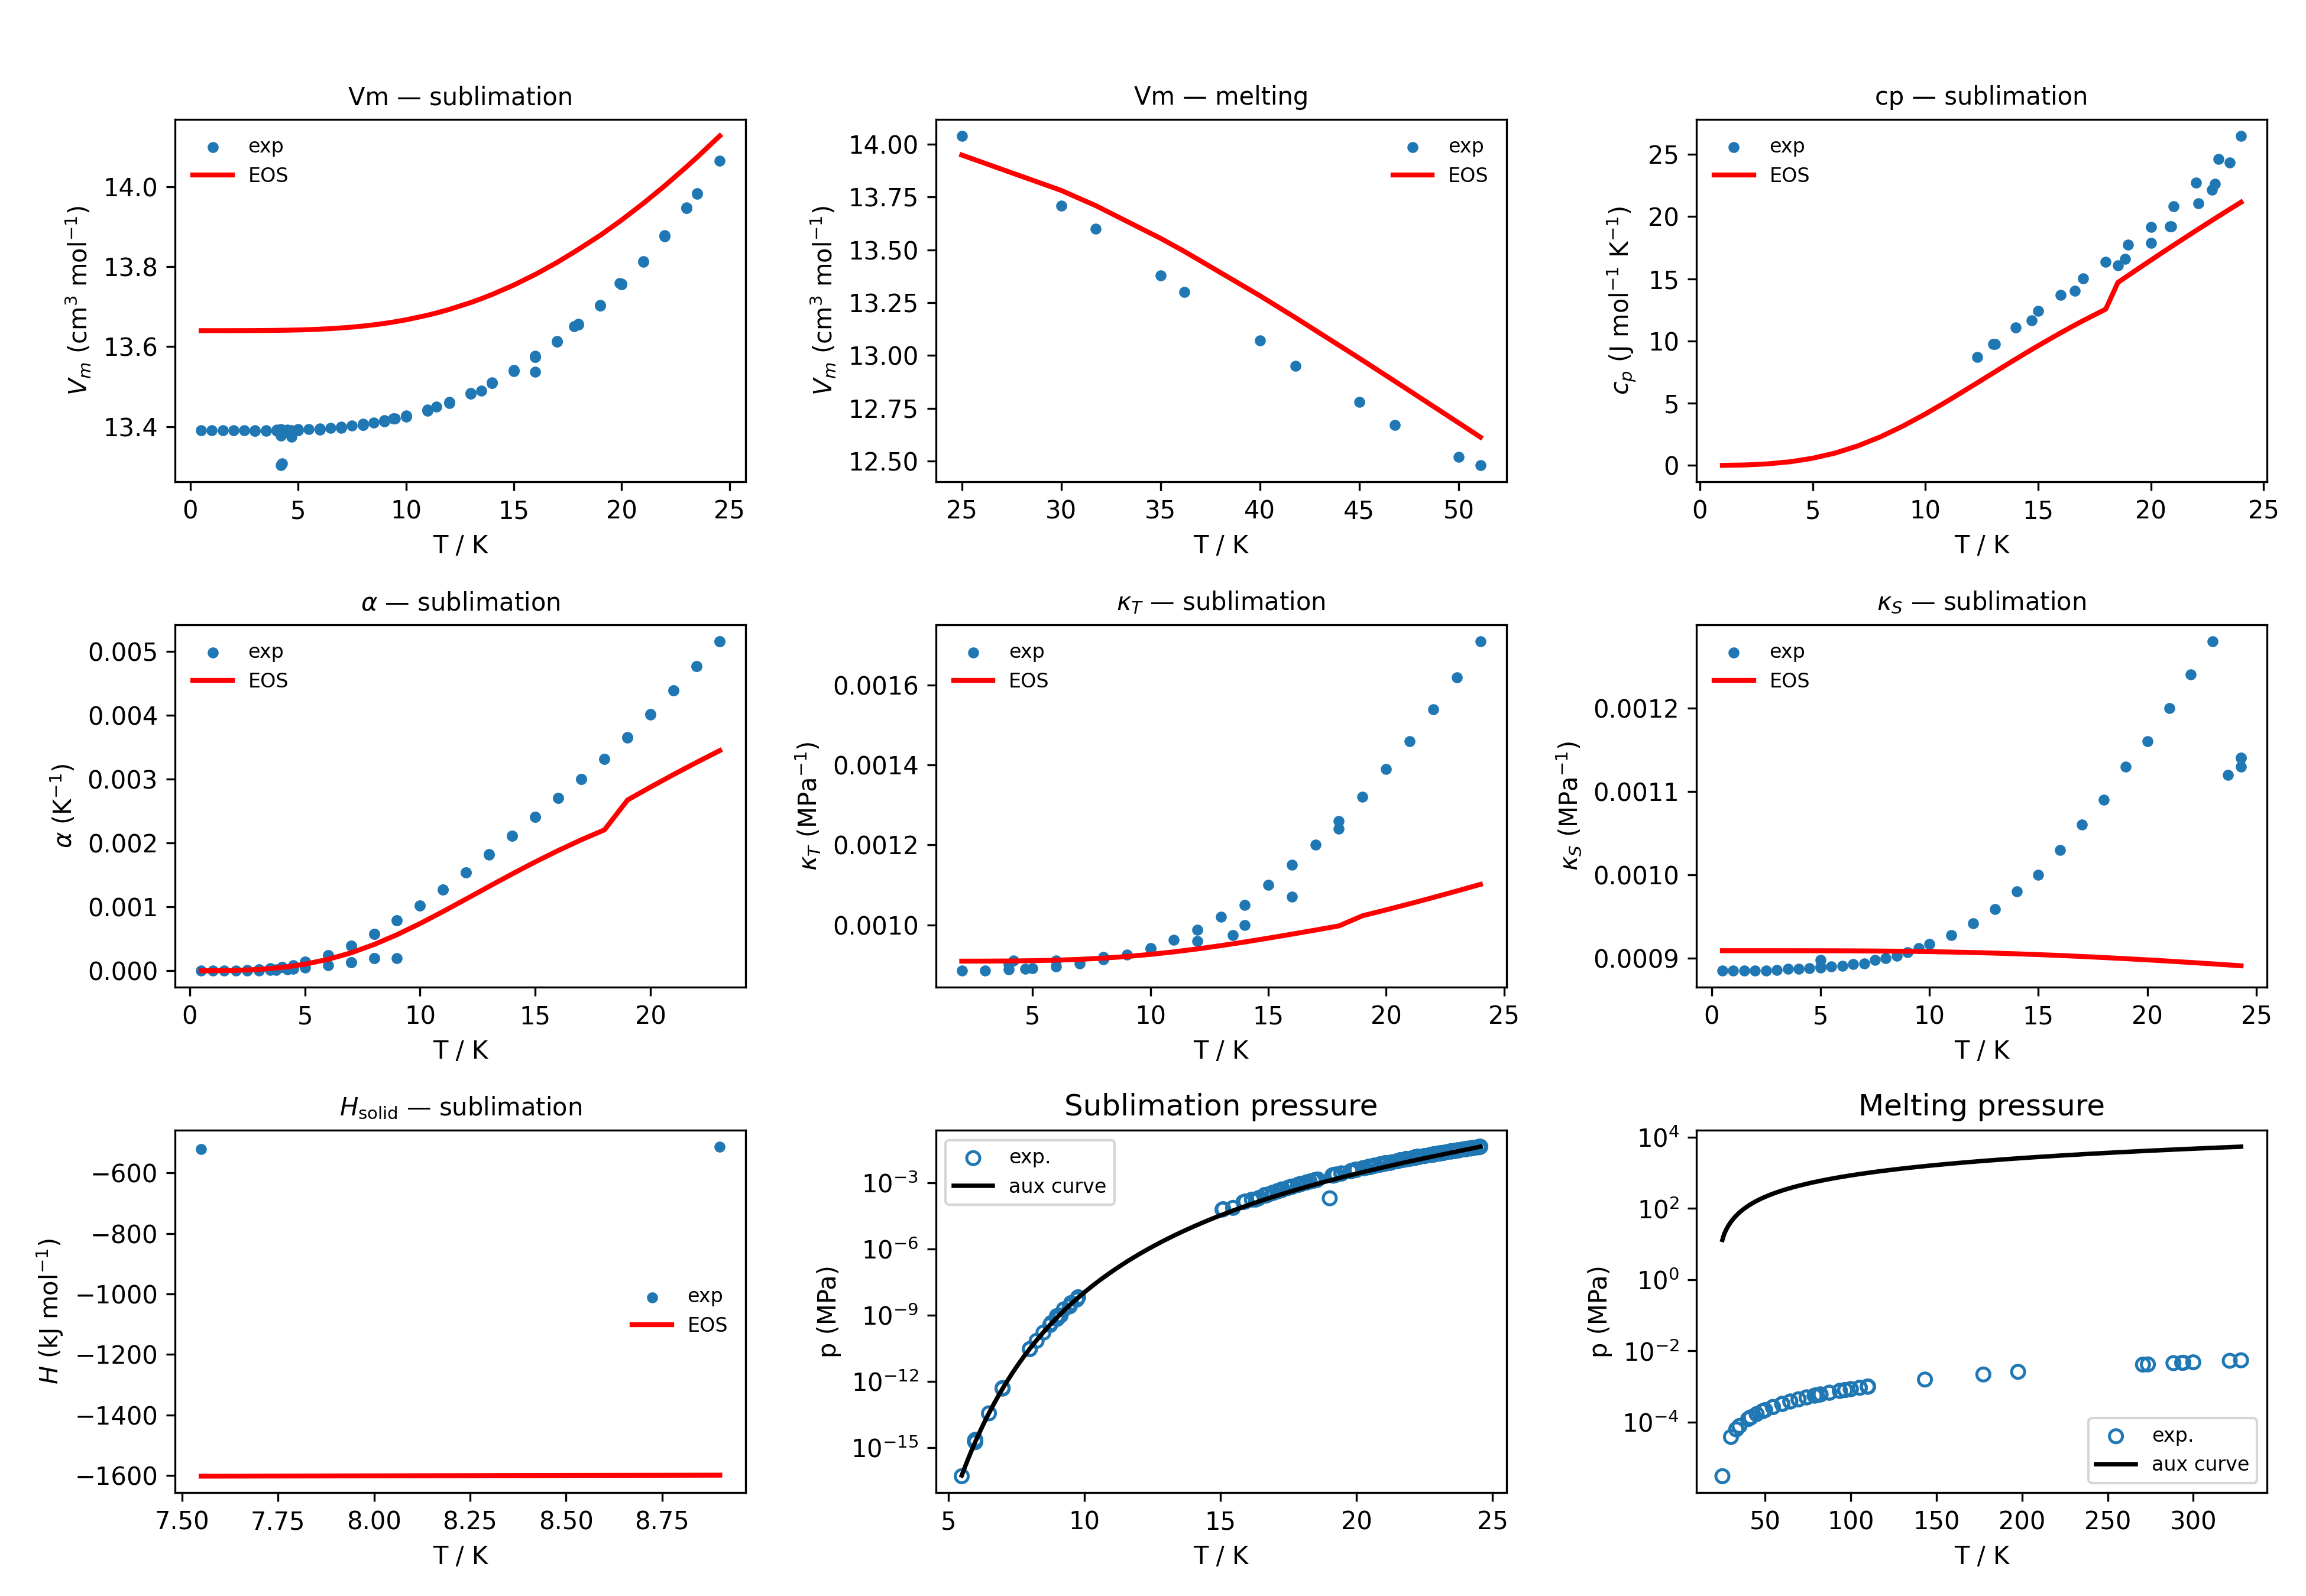 Vm — sublimation
exp
EOS
14.0
13.8
13.6
13.4
0 5 10 15 20 25
V_m (cm³ mol⁻¹)
T / K
Vm — melting
exp
EOS
14.00
13.75
13.50
13.25
13.00
12.75
12.50
25 30 35 40 45 50
V_m (cm³ mol⁻¹)
T / K
cp — sublimation
exp
EOS
25
20
15
10
5
0
0 5 10 15 20 25
c_p (J mol⁻¹ K⁻¹)
T / K
α — sublimation
exp
EOS
0.005
0.004
0.003
0.002
0.001
0.000
0 5 10 15 20
α (K⁻¹)
T / K
κ_T — sublimation
exp
EOS
0.0016
0.0014
0.0012
0.0010
5 10 15 20 25
κ_T (MPa⁻¹)
T / K
κ_S — sublimation
exp
EOS
0.0012
0.0011
0.0010
0.0009
0 5 10 15 20 25
κ_S (MPa⁻¹)
T / K
H_solid — sublimation
exp
EOS
−600
−800
−1000
−1200
−1400
−1600
7.50 7.75 8.00 8.25 8.50 8.75
H (kJ mol⁻¹)
T / K
Sublimation pressure
exp.
aux curve
10⁻³
10⁻⁶
10⁻⁹
10⁻¹²
10⁻¹⁵
5 10 15 20 25
p (MPa)
T / K
Melting pressure
10⁴
10²
10⁰
10⁻²
10⁻⁴
exp.
aux curve
50 100 150 200 250 300
p (MPa)
T / K